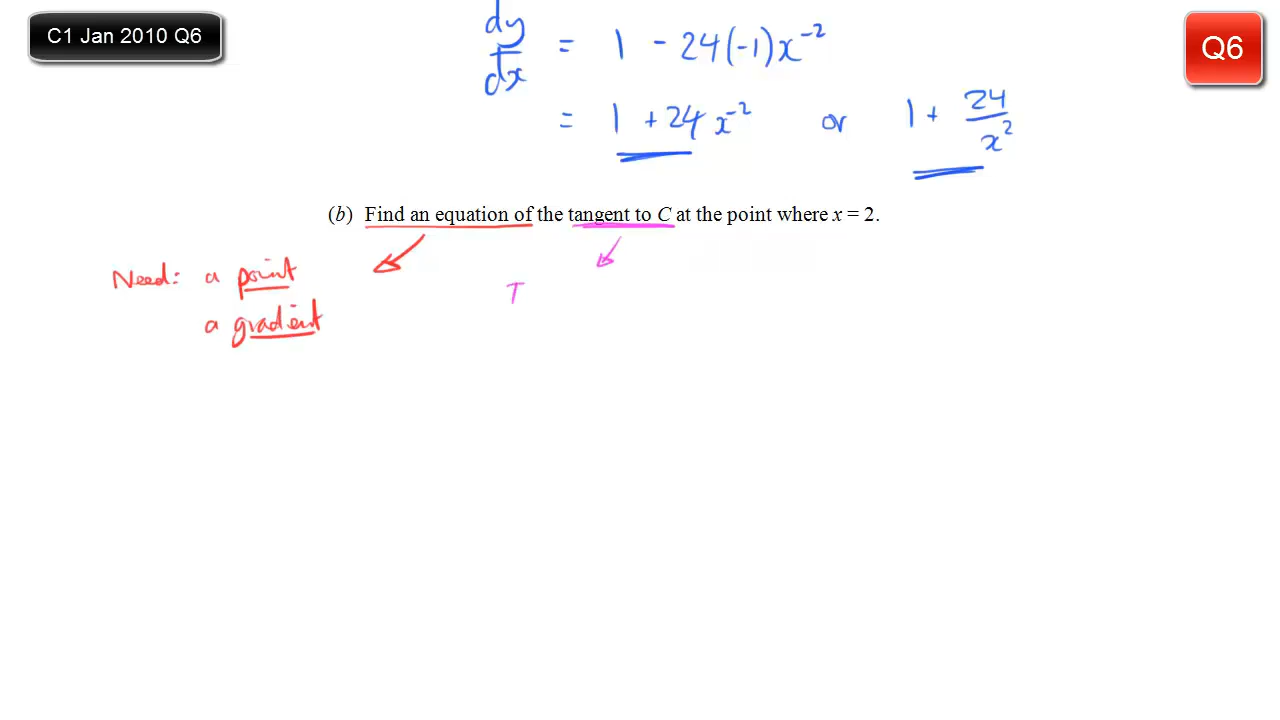 C1 Jan 2010 Q6
Q6
dy/dx = 1 - 24(-1)x⁻²
= 1 + 24x⁻² or 1 + 24/x²
(b) Find an equation of the tangent to C at the point where x = 2.
Need: a point
a gradient
T